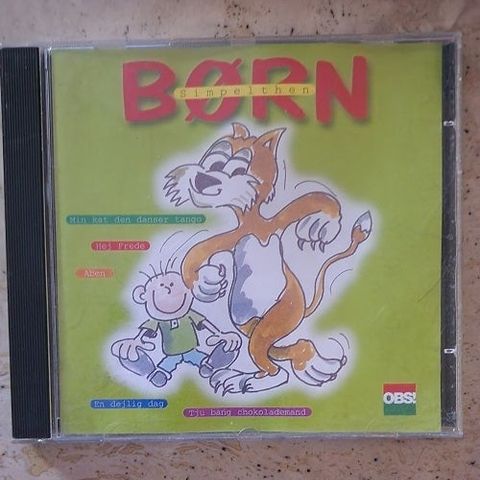 BØRN
Simpelthen
Min kat den danser tango
Hej Frede
Aben
En dejlig dag
Tju bang chokolademand
OBS!